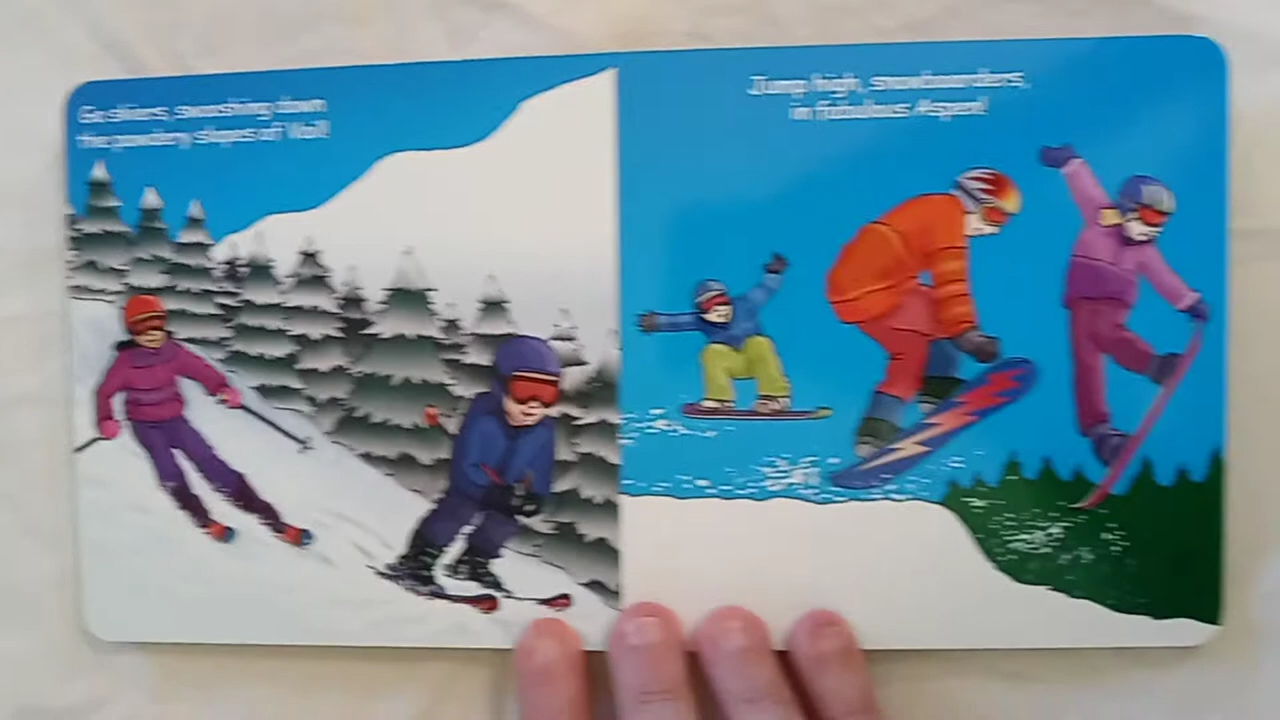 Go skiers, swooshing down
the powdery slopes of Vail!
Jump high, snowboarders,
in fabulous Aspen!